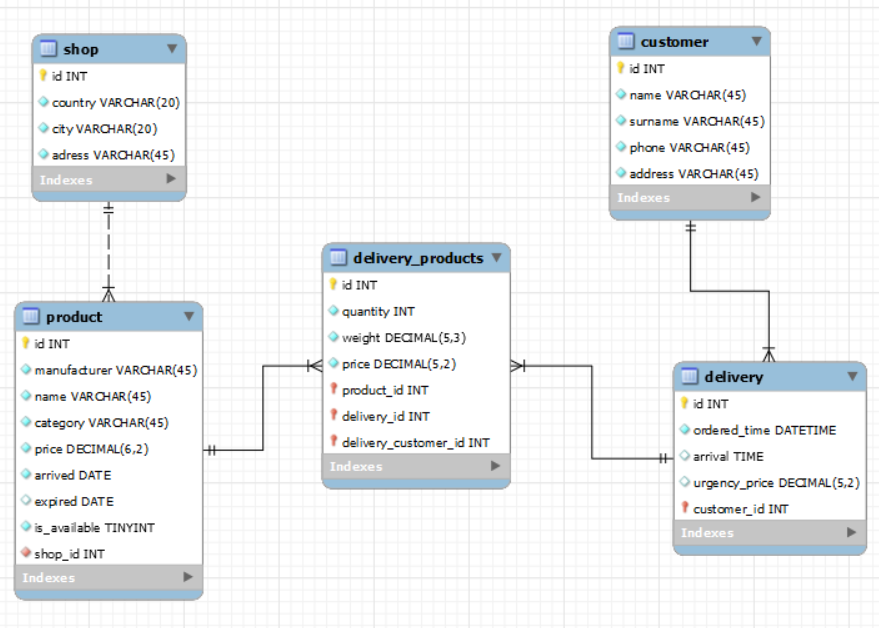 shop
id INT
country VARCHAR(20)
city VARCHAR(20)
adress VARCHAR(45)
Indexes
customer
id INT
name VARCHAR(45)
surname VARCHAR(45)
phone VARCHAR(45)
address VARCHAR(45)
Indexes
product
id INT
manufacturer VARCHAR(45)
name VARCHAR(45)
category VARCHAR(45)
price DECIMAL(6,2)
arrived DATE
expired DATE
is_available TINYINT
shop_id INT
Indexes
delivery_products
id INT
quantity INT
weight DECIMAL(5,3)
price DECIMAL(5,2)
product_id INT
delivery_id INT
delivery_customer_id INT
Indexes
delivery
id INT
ordered_time DATETIME
arrival TIME
urgency_price DECIMAL(5,2)
customer_id INT
Indexes